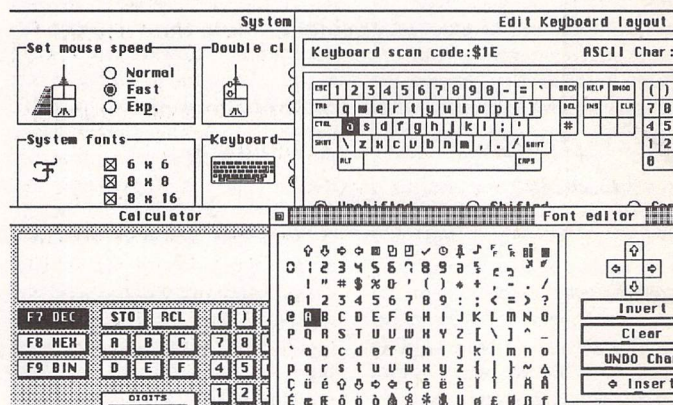 System
Edit Keyboard layout
Set mouse speed
Double cli
Normal
Fast
Exp.
Keyboard scan code:$1E ASCII Char:
ESC 1 2 3 4 5 6 7 8 9 0 - = ` BACK HELP UNDO ( )
TAB q w e r t y u i o p [ ] DEL INS CLR 7 8
CTRL a s d f g h j k l ; ' # 4 5
SHIFT \ z x c v b n m , . / SHIFT 1 2
ALT CAPS 0
System fonts
Keyboard
6 x 6
8 x 8
8 x 16
Unshifted Shifted
Calculator
Font editor
F7 DEC STO RCL ( )
F8 HEX A B C 7 8
F9 BIN D E F 4 5
DIGITS 1 2
0 1 2 3 4 5 6 7 8 9
! " # $ % & ' ( ) * + , - . /
0 1 2 3 4 5 6 7 8 9 : ; < = > ?
@ A B C D E F G H I J K L M N O
P Q R S T U V W X Y Z [ \ ] ^ _
` a b c d e f g h i j k l m n o
p q r s t u v w x y z { | } ~ Δ
Invert
Clear
UNDO Cha
Insert